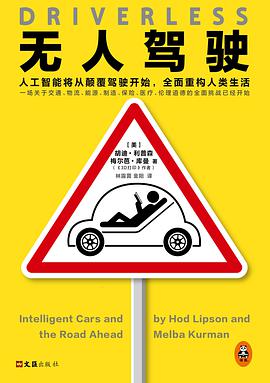 DRIVERLESS
无人驾驶
人工智能将从颠覆驾驶开始，全面重构人类生活
一场关于交通、物流、能源、制造、保险、医疗、伦理道德的全面挑战已经开始
［美］
胡迪·利普森
梅尔芭·库曼 著
（《3D打印》作者）
林露茵 金阳 译
Intelligent Cars and
the Road Ahead
by Hod Lipson and
Melba Kurman
文匯出版社